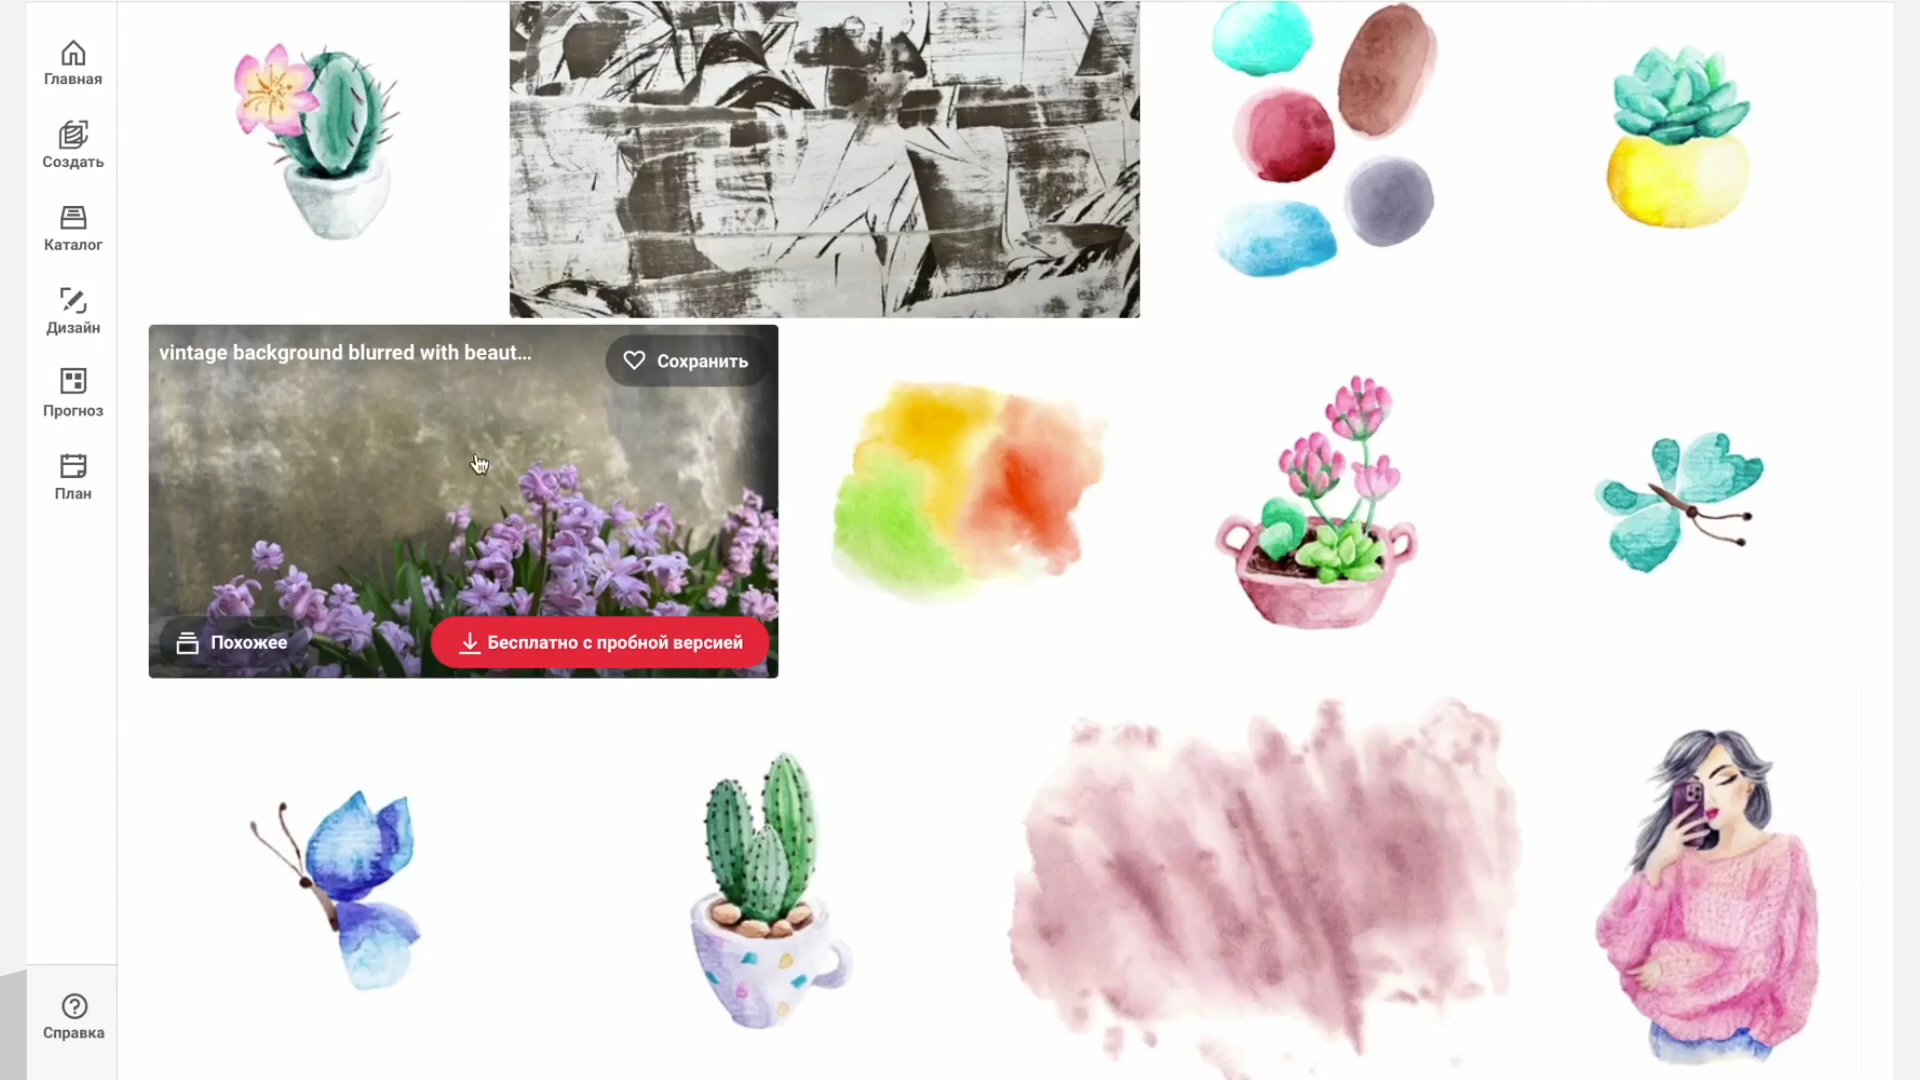 Главная
Создать
Каталог
Дизайн
Прогноз
План
Справка
vintage background blurred with beaut...
Сохранить
Похожее
Бесплатно с пробной версией